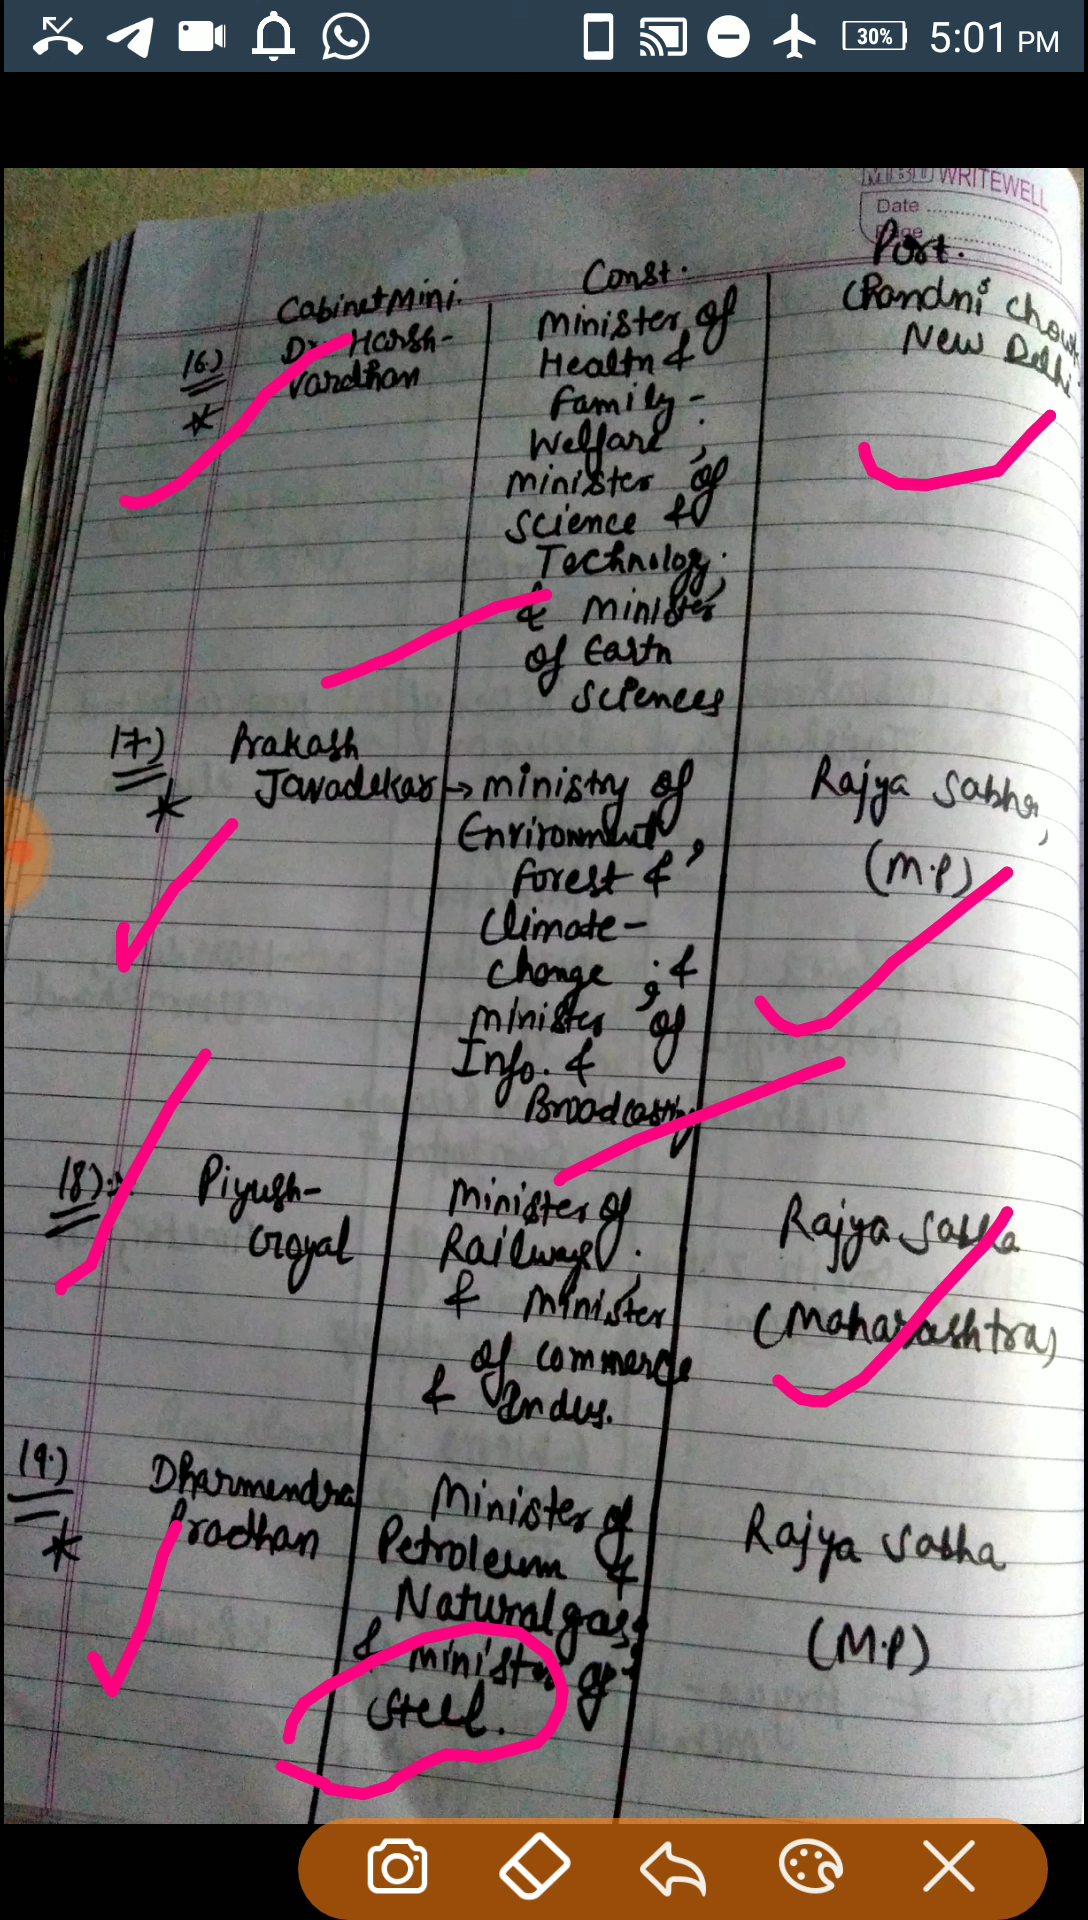 30% 5:01 PM
WRITEWELL
Date
Page
Cabinet Mini. Const. Port.
16.) Dr. Harsh-
Vardhan
Minister of
Health &
Family -
Welfare ;
Minister of
Science &
Technology.
& Minister
of Earth
Sciences
Chandni
New Delhi.
17) Prakash
Javadekar → Ministry of
Environment,
Forest &
Climate-
Change ; &
Minister of
Info. &
Broadcasting
Rajya Sabha,
(M.P)
18) Piyush-
Goyal
Minister of
Railways ;
& Minister
of commerce
& Indus.
Rajya Sabha
(Maharashtra)
19.) Dharmendra
Pradhan
Minister of
Petroleum &
Natural gas;
& Minister of
Steel.
Rajya Sabha
(M.P)